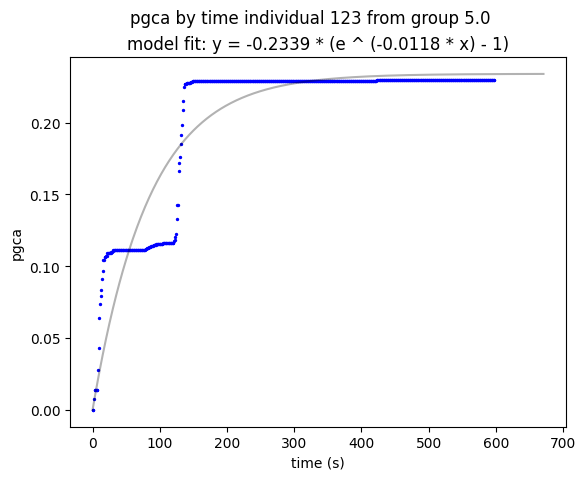 pgca by time individual 123 from group 5.0
model fit: y = -0.2339 * (e ^ (-0.0118 * x) - 1)
0.20
0.15
0.10
0.05
0.00
pgca
0 100 200 300 400 500 600 700
time (s)